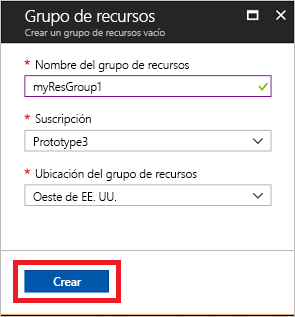 Grupo de recursos
Crear un grupo de recursos vacío
* Nombre del grupo de recursos
myResGroup1
* Suscripción
Prototype3
* Ubicación del grupo de recursos
Oeste de EE. UU.
Crear